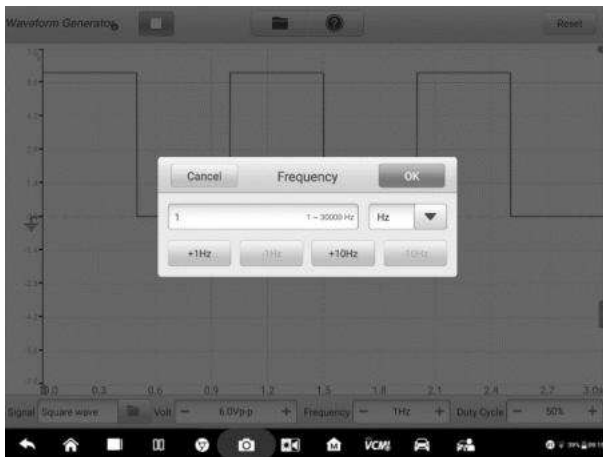 Waveform Generator
Reset
Cancel
Frequency
OK
1
1 ~ 30000 Hz
Hz
+1Hz
-1Hz
+10Hz
-10Hz
0.0 0.3 0.6 0.9 1.2 1.5 1.8 2.1 2.4 2.7 3.0s
Signal Square wave Volt − 6.0Vp-p + Frequency − 1Hz + Duty Cycle − 50% +
VCMI